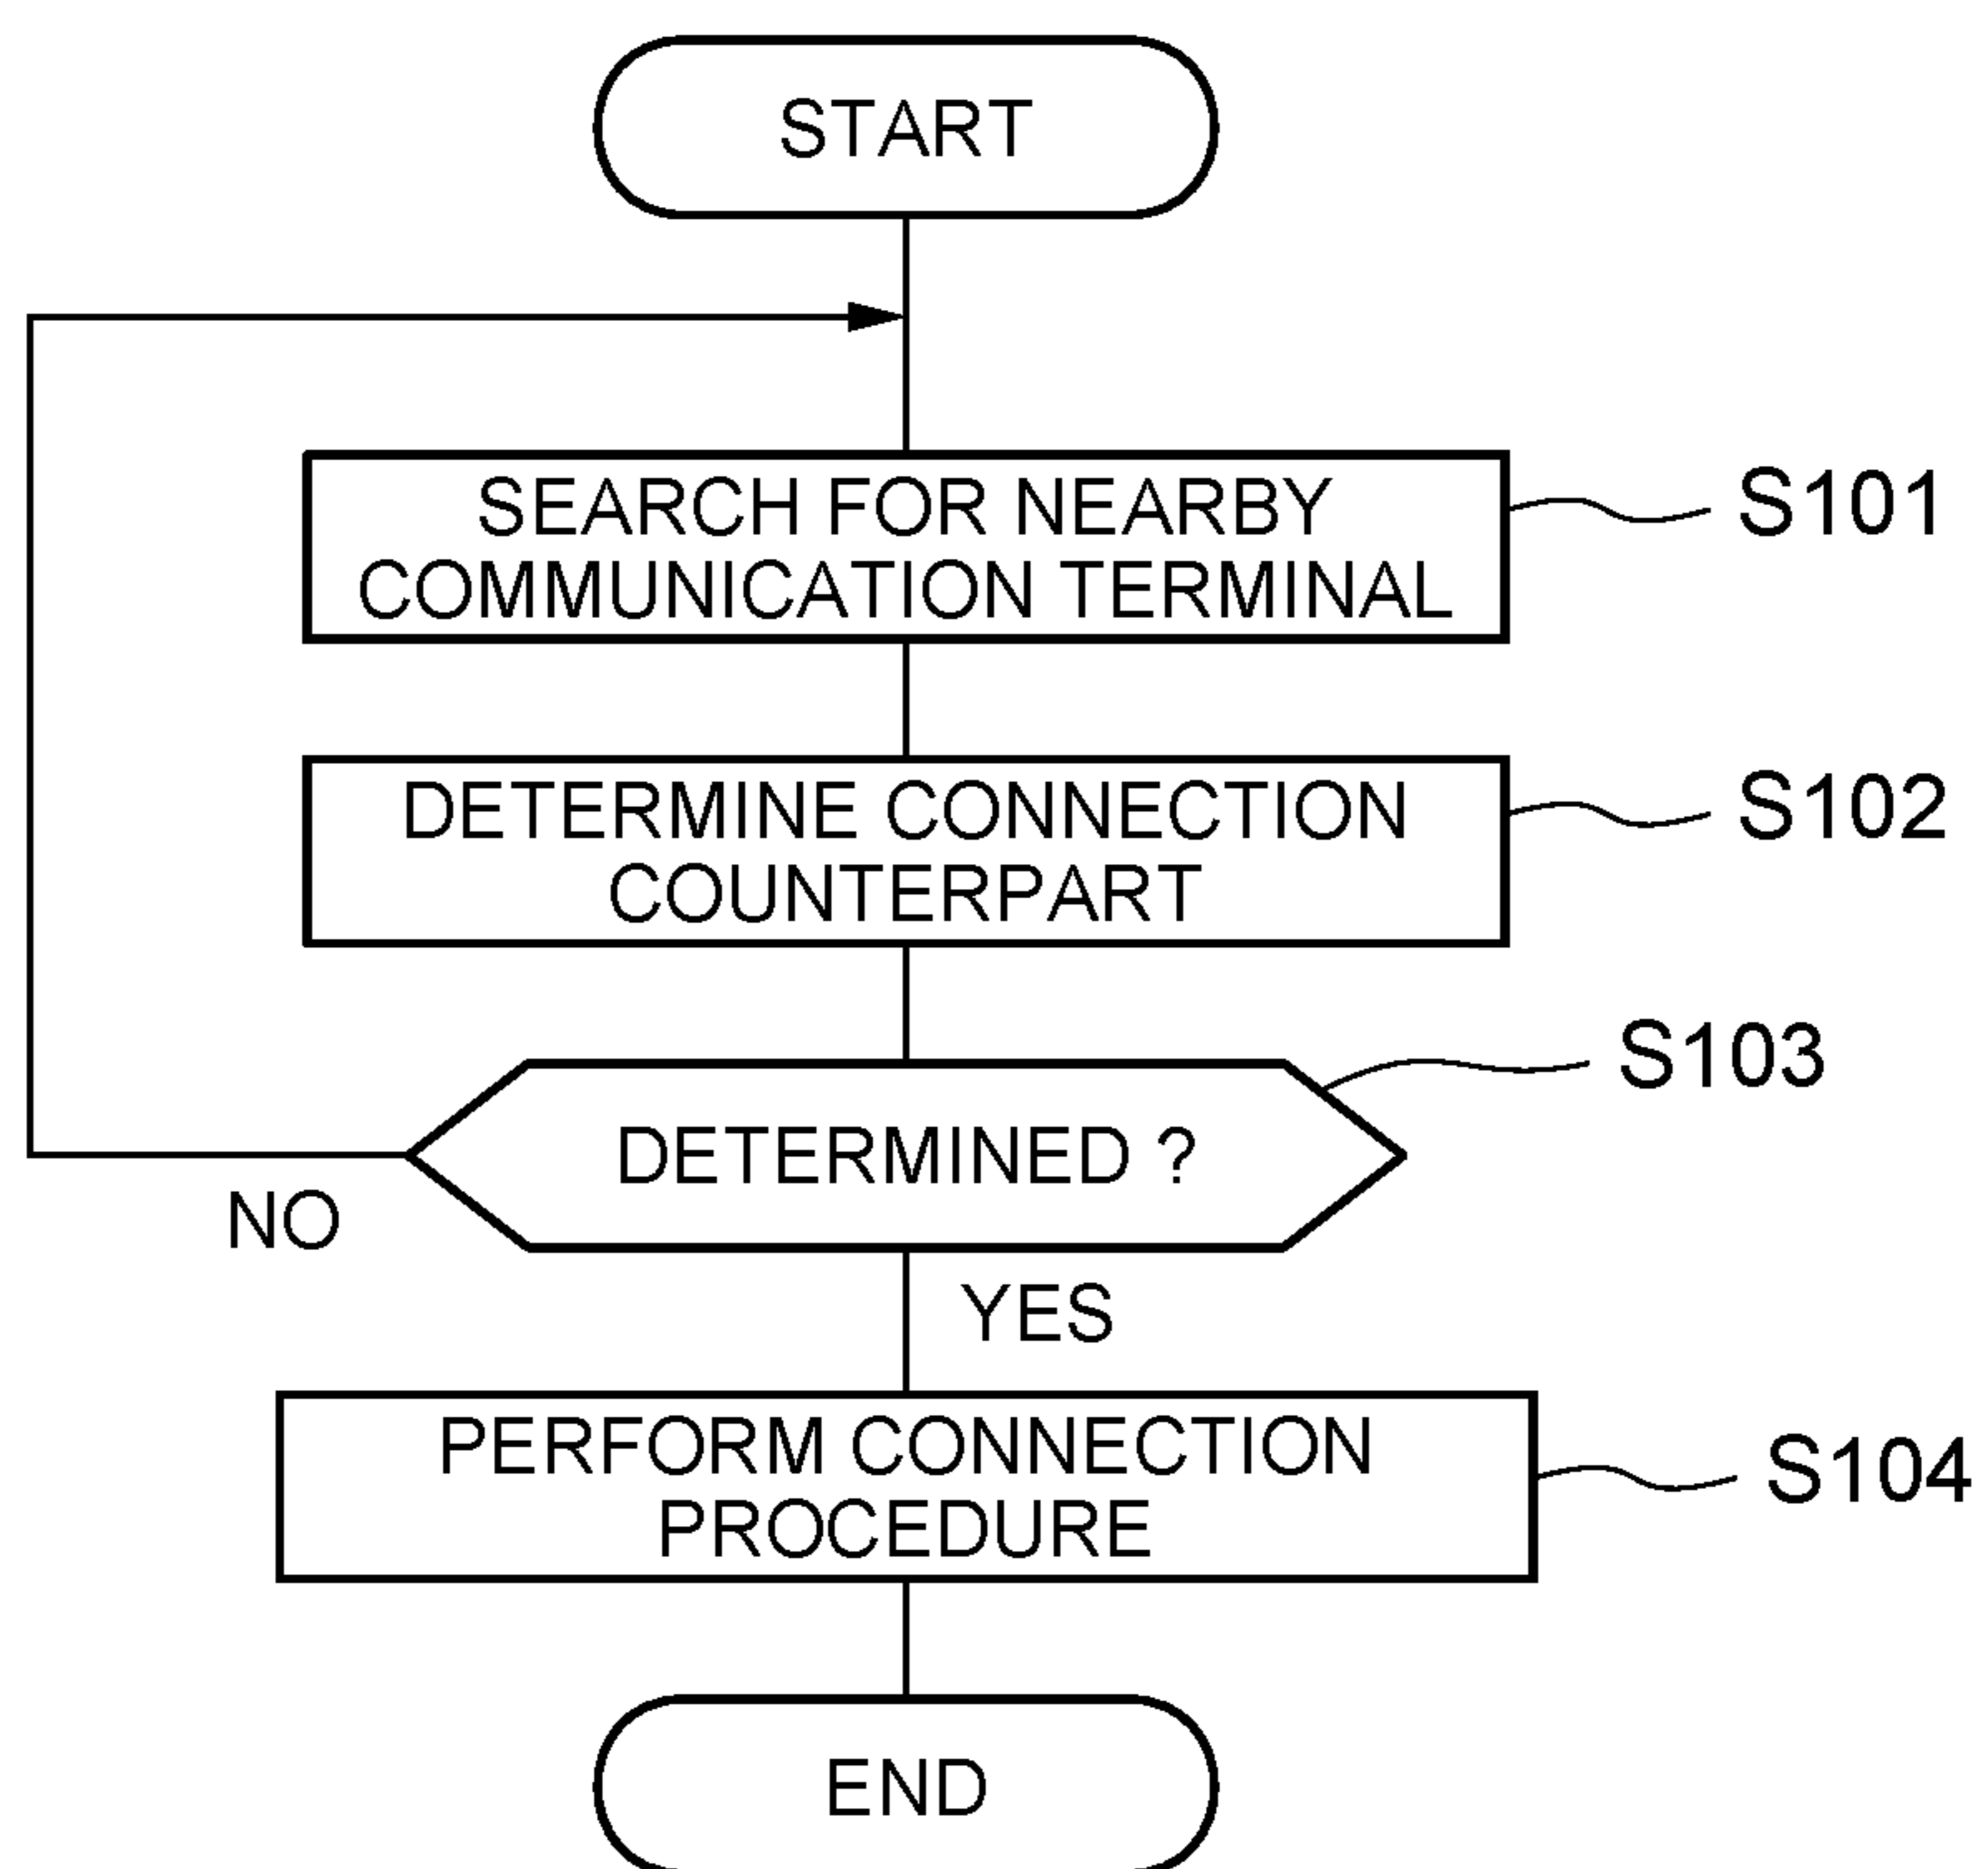 START
SEARCH FOR NEARBY
COMMUNICATION TERMINAL
S101
DETERMINE CONNECTION
COUNTERPART
S102
S103
DETERMINED ?
NO
YES
PERFORM CONNECTION
PROCEDURE
S104
END